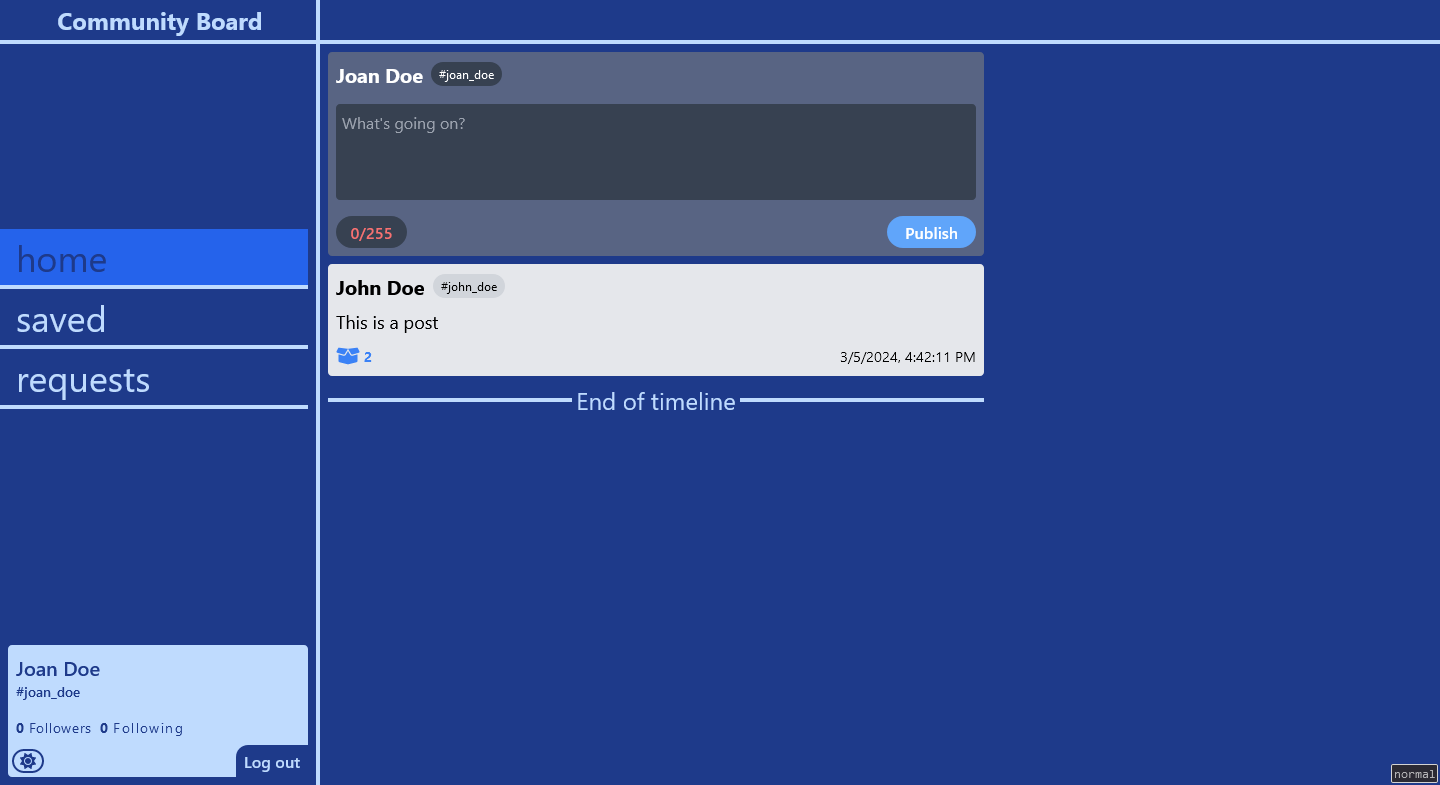 Community Board
home
saved
requests
Joan Doe
#joan_doe
0 Followers 0 Following
Log out
Joan Doe #joan_doe
What's going on?
0/255 Publish
John Doe #john_doe
This is a post
2 3/5/2024, 4:42:11 PM
End of timeline
normal